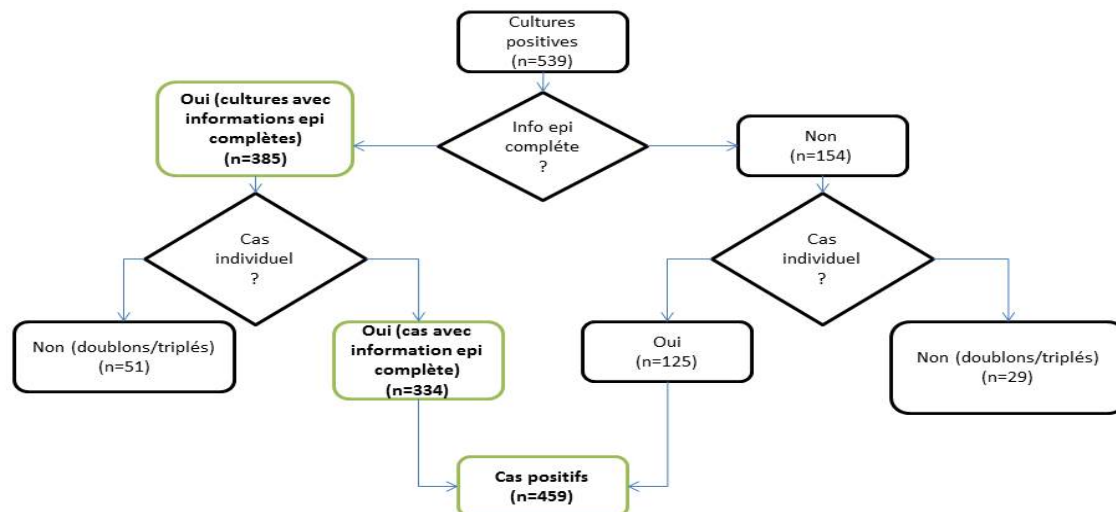 Cultures
positives
(n=539)
Oui (cultures avec
informations epi
complètes)
(n=385)
Info epi
compléte
?
Non
(n=154)
Cas
individuel
?
Cas
individuel
?
Non (doublons/triplés)
(n=51)
Oui (cas avec
information epi
complète)
(n=334)
Oui
(n=125)
Non (doublons/triplés)
(n=29)
Cas positifs
(n=459)